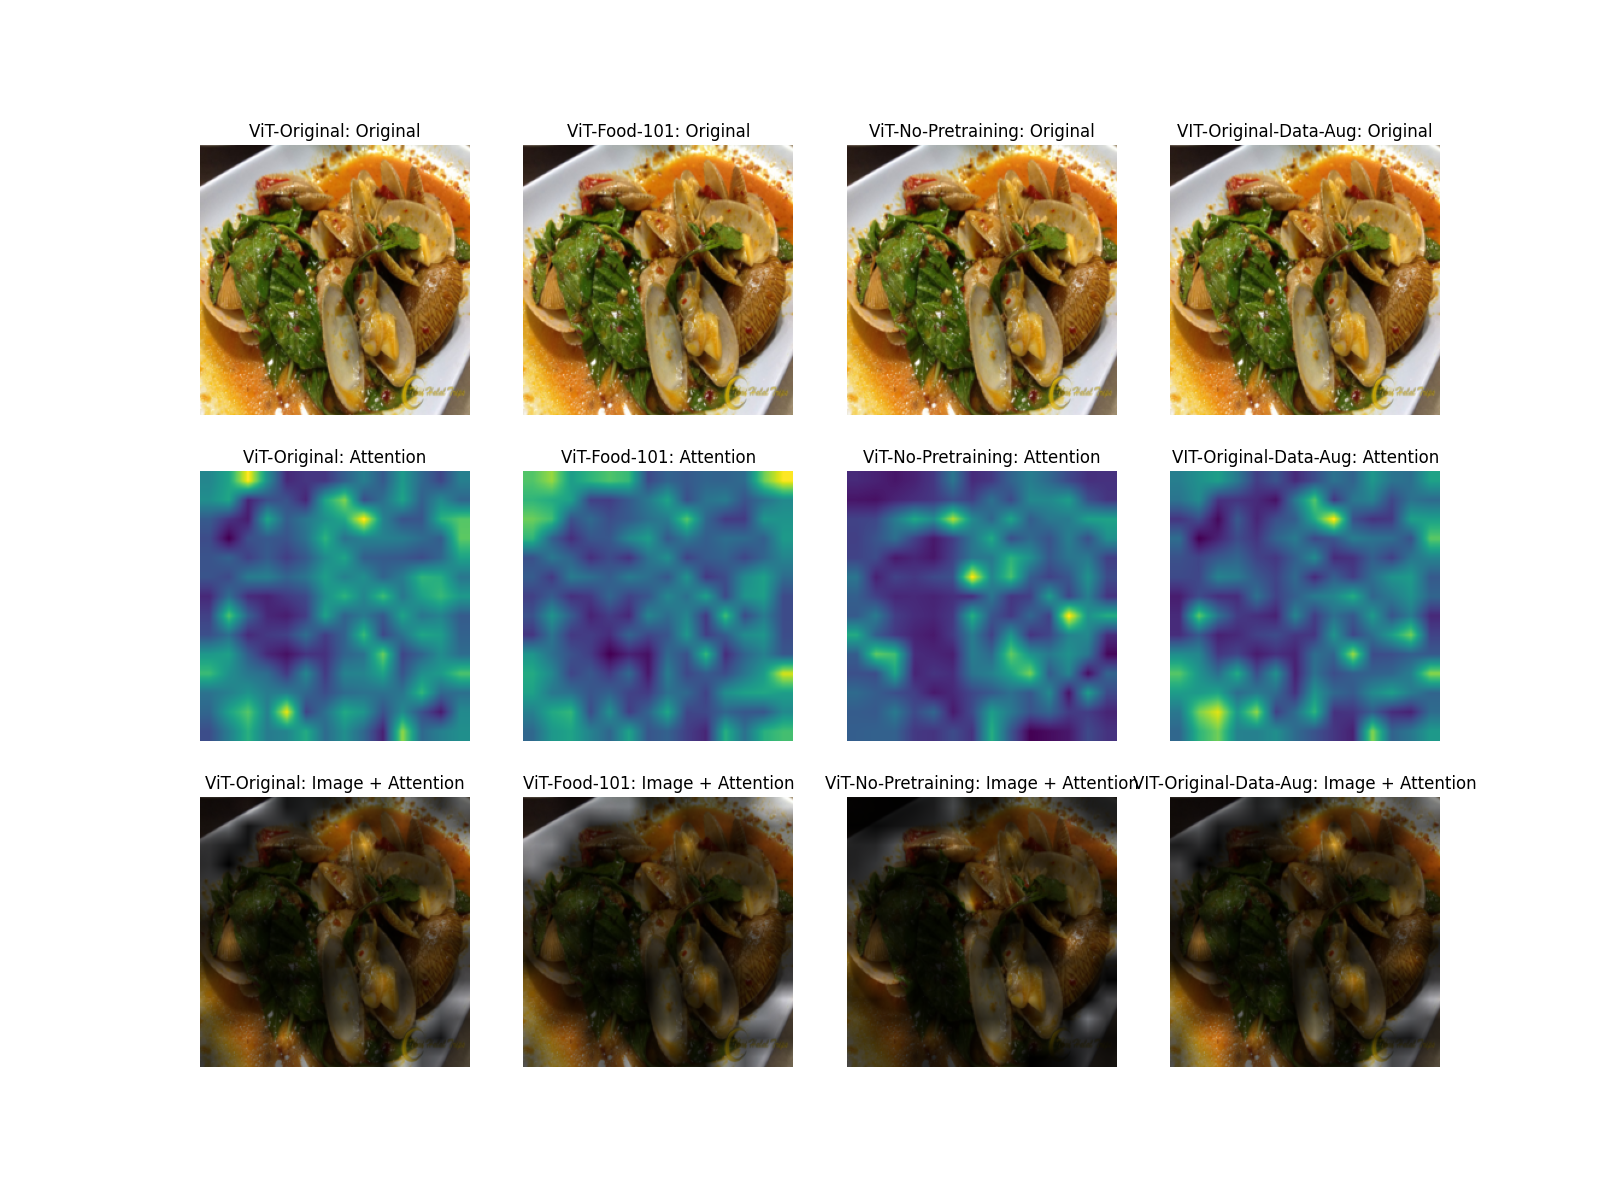 ViT-Original: Original
ViT-Food-101: Original
ViT-No-Pretraining: Original
VIT-Original-Data-Aug: Original
ViT-Original: Attention
ViT-Food-101: Attention
ViT-No-Pretraining: Attention
VIT-Original-Data-Aug: Attention
ViT-Original: Image + Attention
ViT-Food-101: Image + Attention
ViT-No-Pretraining: Image + Attention
VIT-Original-Data-Aug: Image + Attention